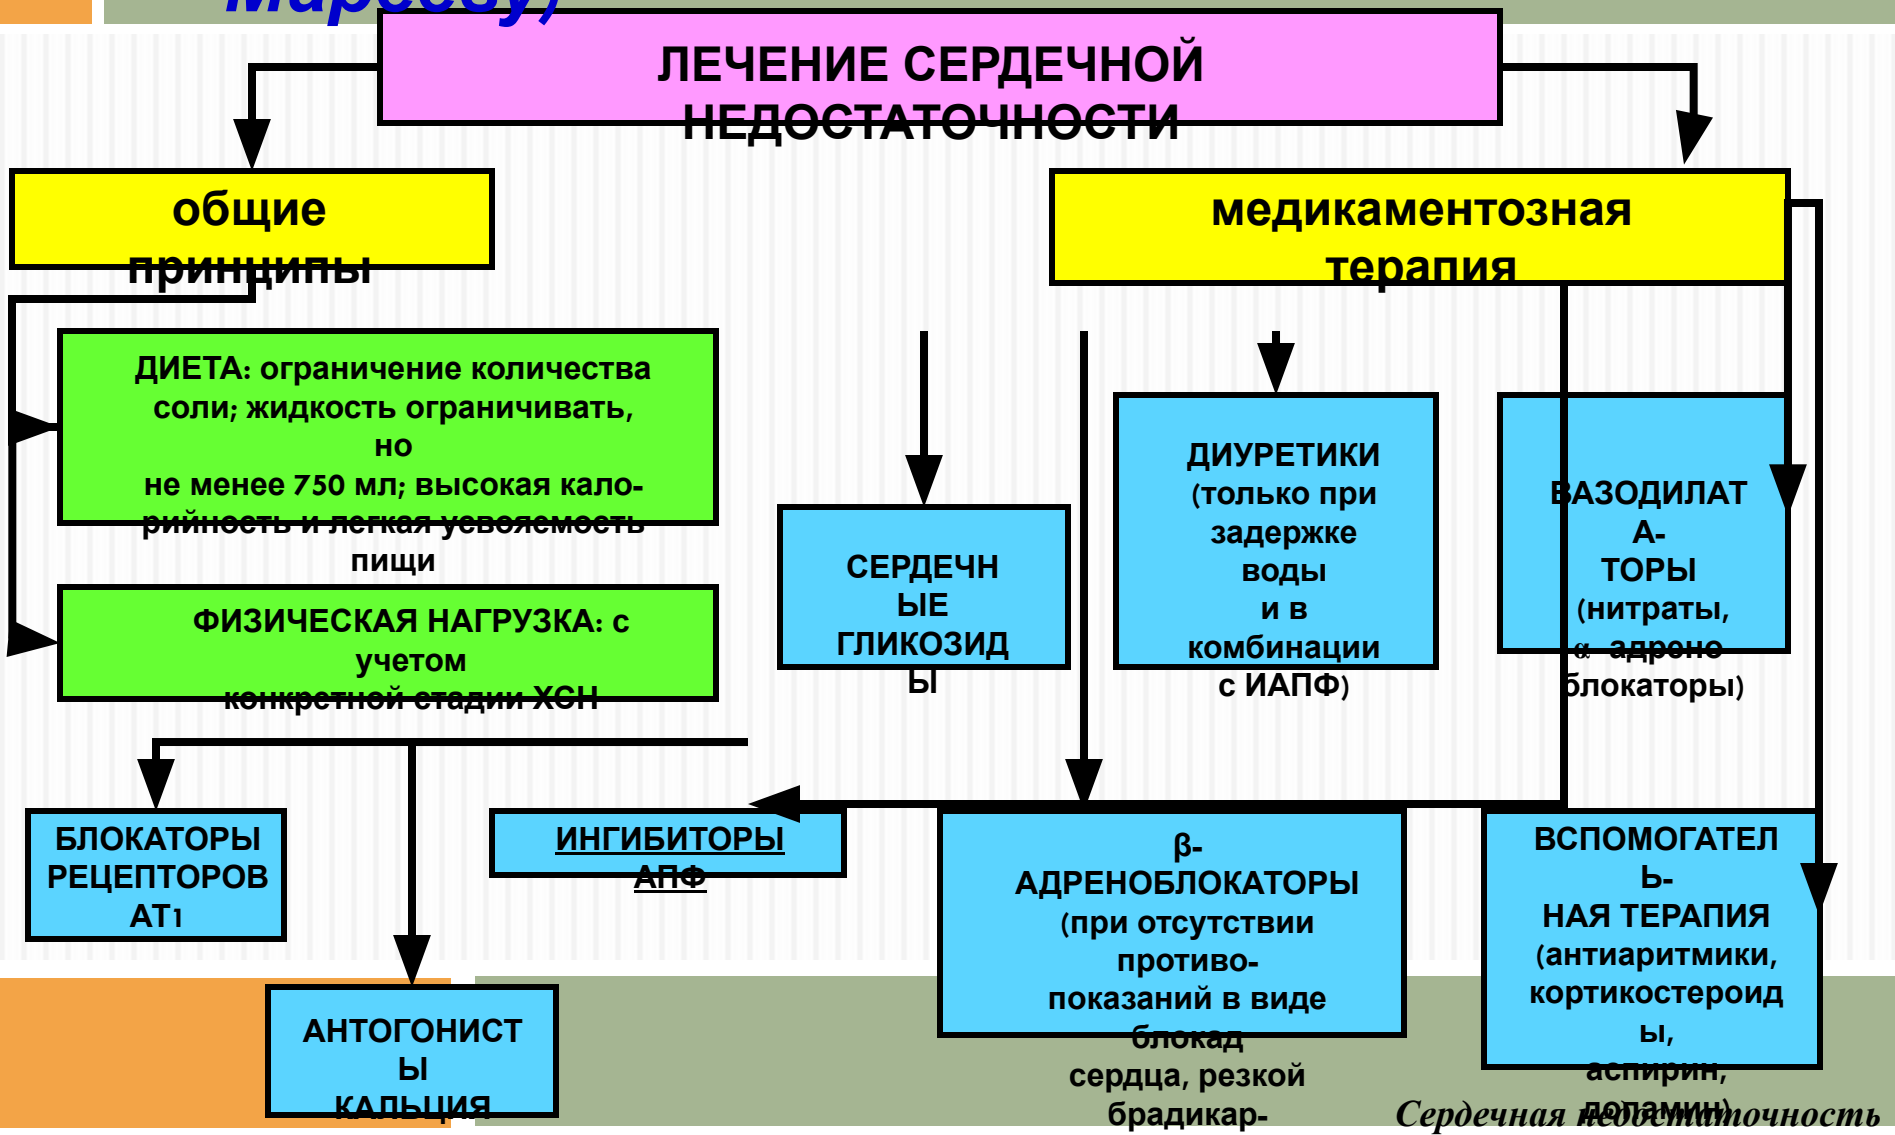 Марееву)
ЛЕЧЕНИЕ СЕРДЕЧНОЙ
НЕДОСТАТОЧНОСТИ
общие
принципы
медикаментозная
терапия
ДИЕТА: ограничение количества
соли; жидкость ограничивать,
но
не менее 750 мл; высокая кало-
рийность и легкая усвояемость
пищи
ФИЗИЧЕСКАЯ НАГРУЗКА: с
учетом
конкретной стадии ХСН
СЕРДЕЧН
ЫЕ
ГЛИКОЗИД
Ы
ДИУРЕТИКИ
(только при
задержке
воды
и в
комбинации
с ИАПФ)
ВАЗОДИЛАТ
А-
ТОРЫ
(нитраты,
α- адрено-
блокаторы)
БЛОКАТОРЫ
РЕЦЕПТОРОВ
АТ1
АНТОГОНИСТ
Ы
КАЛЬЦИЯ
ИНГИБИТОРЫ
АПФ
β-
АДРЕНОБЛОКАТОРЫ
(при отсутствии
противо-
показаний в виде
блокад
сердца, резкой
брадикар-
ВСПОМОГАТЕЛ
Ь-
НАЯ ТЕРАПИЯ
(антиаритмики,
кортикостероид
ы,
аспирин,
допамин)
Сердечная недостаточность